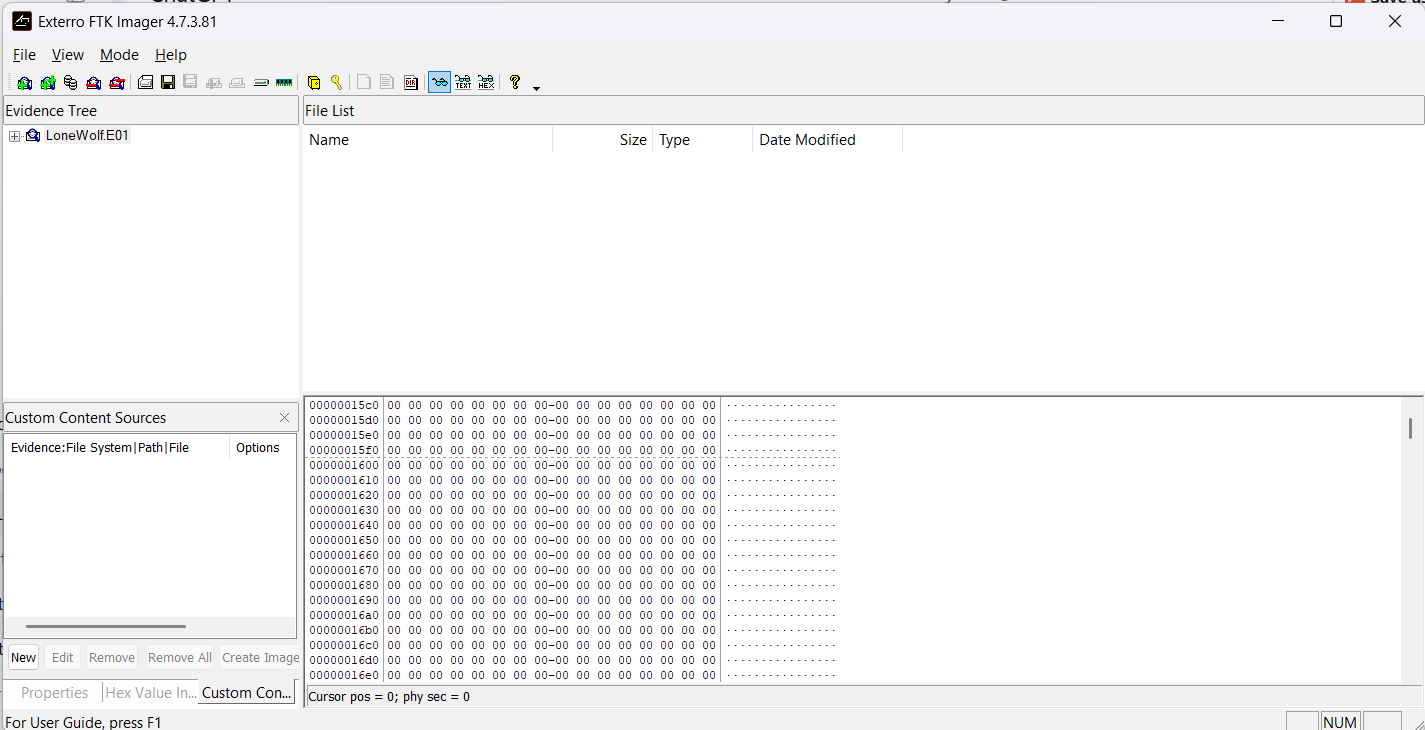 Exterro FTK Imager 4.7.3.81
File View Mode Help
TEXT HEX ?
Evidence Tree
LoneWolf.E01
File List
Name Size Type Date Modified
Custom Content Sources
Evidence:File System|Path|File Options
New Edit Remove Remove All Create Image
Properties Hex Value In... Custom Con...
00000015c0 00 00 00 00 00 00 00 00-00 00 00 00 00 00 00 00 ················
00000015d0 00 00 00 00 00 00 00 00-00 00 00 00 00 00 00 00 ················
00000015e0 00 00 00 00 00 00 00 00-00 00 00 00 00 00 00 00 ················
00000015f0 00 00 00 00 00 00 00 00-00 00 00 00 00 00 00 00 ················
0000001600 00 00 00 00 00 00 00 00-00 00 00 00 00 00 00 00 ················
0000001610 00 00 00 00 00 00 00 00-00 00 00 00 00 00 00 00 ················
0000001620 00 00 00 00 00 00 00 00-00 00 00 00 00 00 00 00 ················
0000001630 00 00 00 00 00 00 00 00-00 00 00 00 00 00 00 00 ················
0000001640 00 00 00 00 00 00 00 00-00 00 00 00 00 00 00 00 ················
0000001650 00 00 00 00 00 00 00 00-00 00 00 00 00 00 00 00 ················
0000001660 00 00 00 00 00 00 00 00-00 00 00 00 00 00 00 00 ················
0000001670 00 00 00 00 00 00 00 00-00 00 00 00 00 00 00 00 ················
0000001680 00 00 00 00 00 00 00 00-00 00 00 00 00 00 00 00 ················
0000001690 00 00 00 00 00 00 00 00-00 00 00 00 00 00 00 00 ················
00000016a0 00 00 00 00 00 00 00 00-00 00 00 00 00 00 00 00 ················
00000016b0 00 00 00 00 00 00 00 00-00 00 00 00 00 00 00 00 ················
00000016c0 00 00 00 00 00 00 00 00-00 00 00 00 00 00 00 00 ················
00000016d0 00 00 00 00 00 00 00 00-00 00 00 00 00 00 00 00 ················
00000016e0 00 00 00 00 00 00 00 00-00 00 00 00 00 00 00 00 ················
Cursor pos = 0; phy sec = 0
For User Guide, press F1
NUM